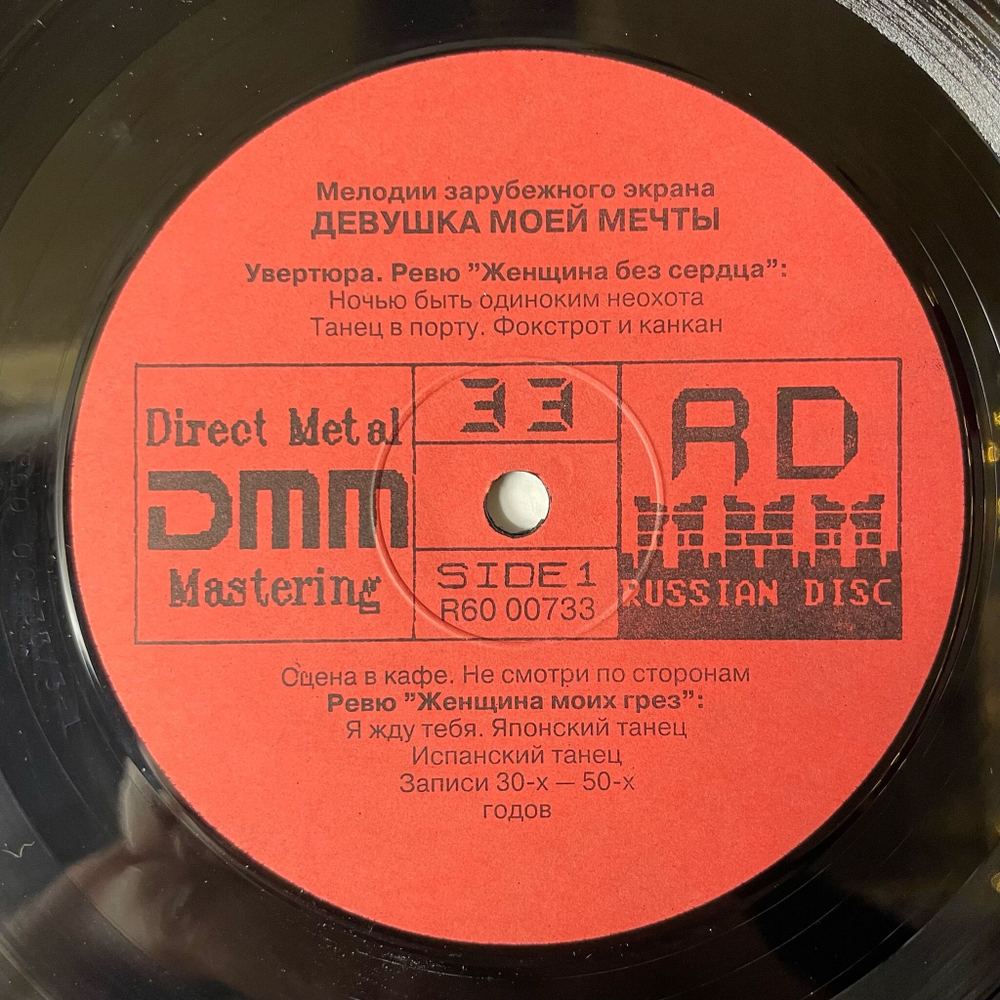 Мелодии зарубежного экрана
ДЕВУШКА МОЕЙ МЕЧТЫ
Увертюра. Ревю ”Женщина без сердца”:
Ночью быть одиноким неохота
Танец в порту. Фокстрот и канкан
Direct Metal
DMM
Mastering
33
SIDE 1
R60 00733
RD
RUSSIAN DISC
Сцена в кафе. Не смотри по сторонам
Ревю ”Женщина моих грез”:
Я жду тебя. Японский танец
Испанский танец
Записи 30-х — 50-х
годов